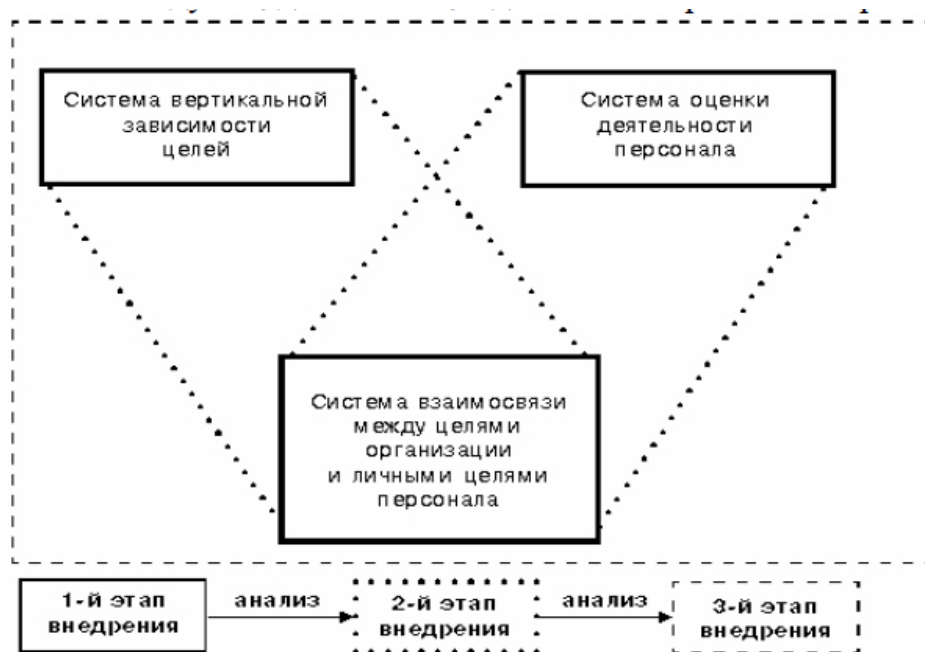 Система вертикальной
зависимости
целей
Система оценки
деятельности
персонала
Система взаимосвязи
между целями
организации
и личными целями
персонала
1-й этап
внедрения
анализ
2-й этап
внедрения
анализ
3-й этап
внедрения